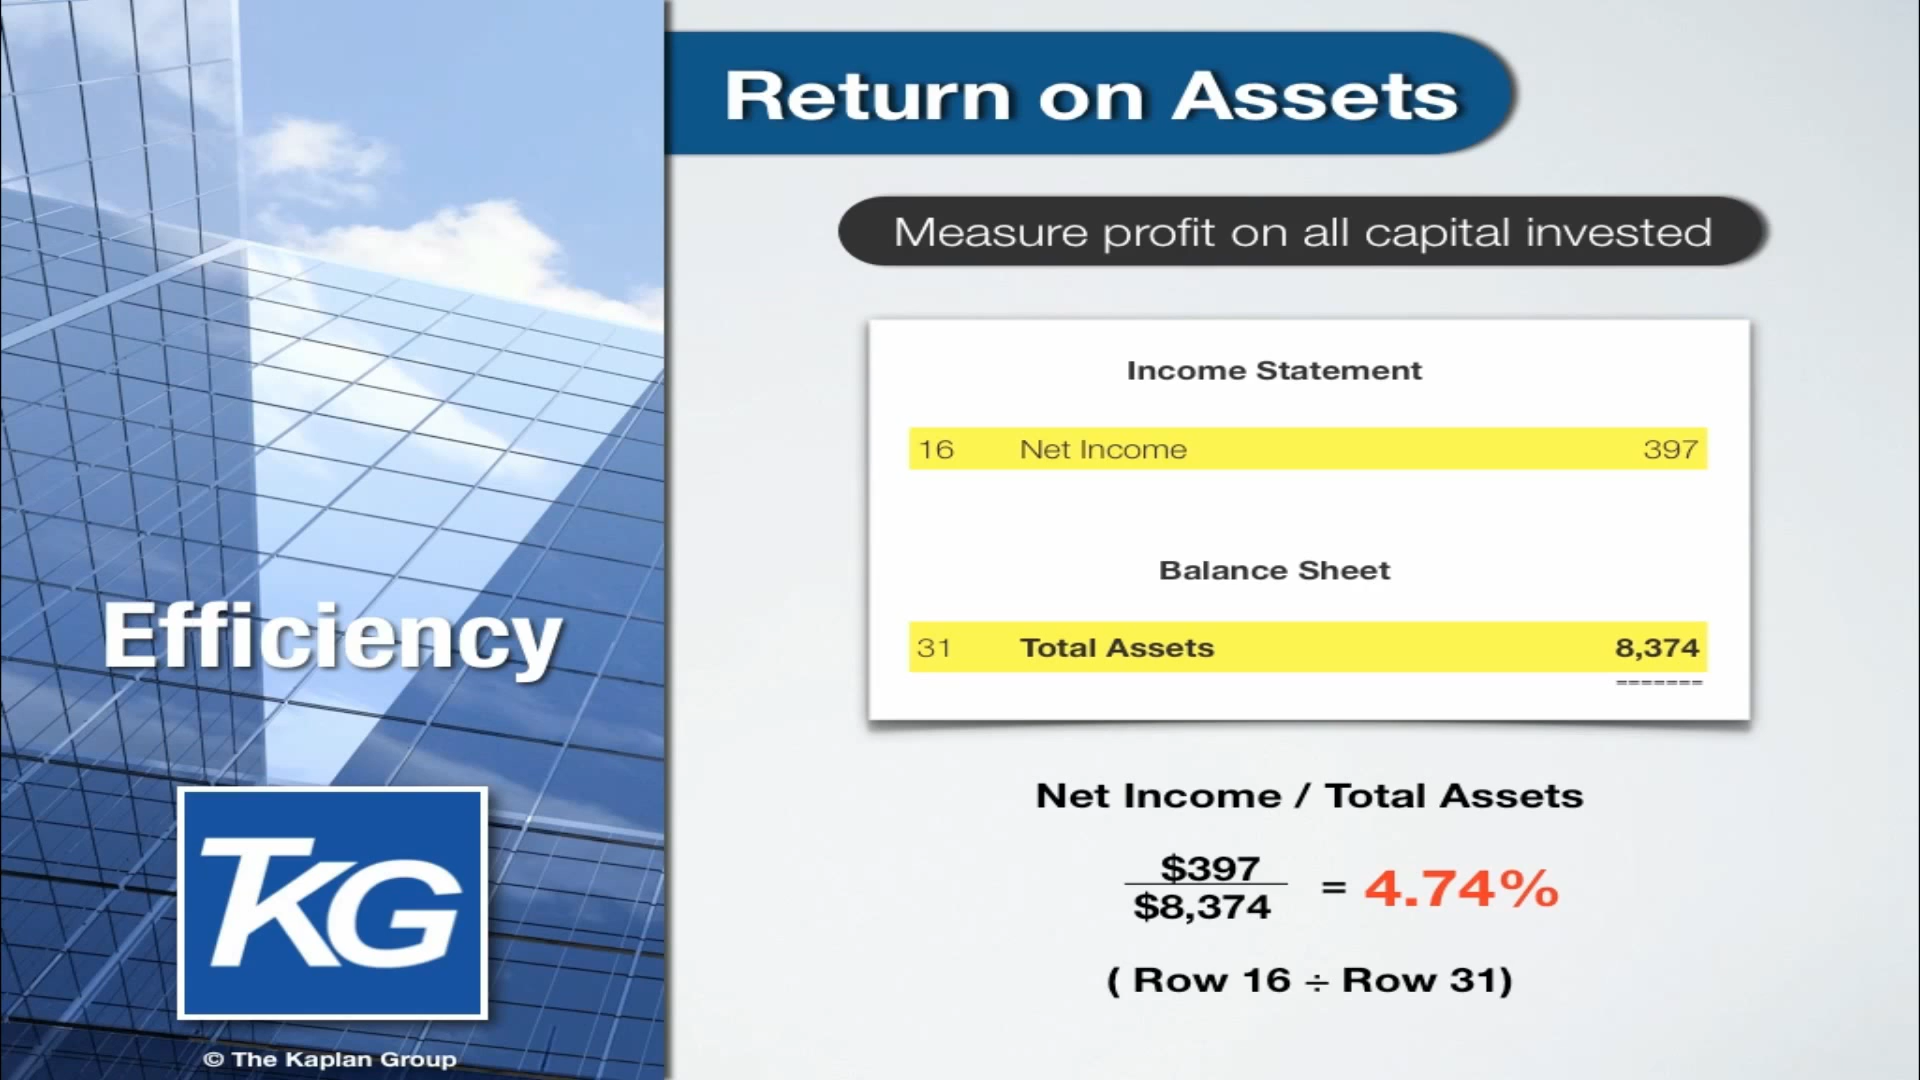 Return on Assets
Measure profit on all capital invested
Income Statement
16 Net Income 397
Balance Sheet
31 Total Assets 8,374
=======
Net Income / Total Assets
$397
$8,374
= 4.74%
( Row 16 ÷ Row 31)
Efficiency
TKG
© The Kaplan Group